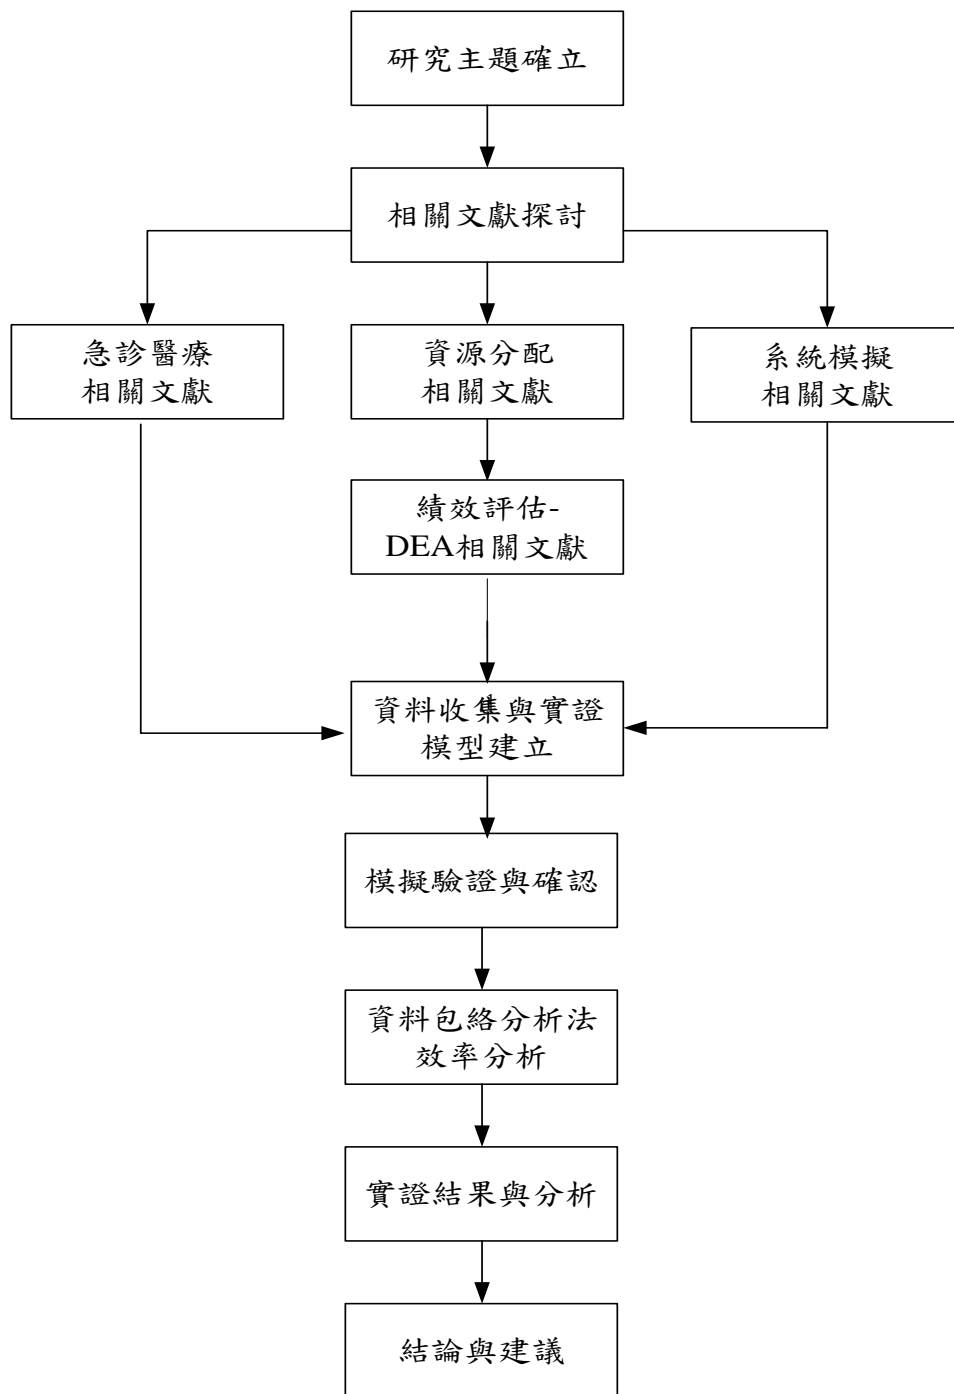 研究主題確立
相關文獻探討
急診醫療
相關文獻
資源分配
相關文獻
系統模擬
相關文獻
績效評估-
DEA相關文獻
資料收集與實證
模型建立
模擬驗證與確認
資料包絡分析法
效率分析
實證結果與分析
結論與建議